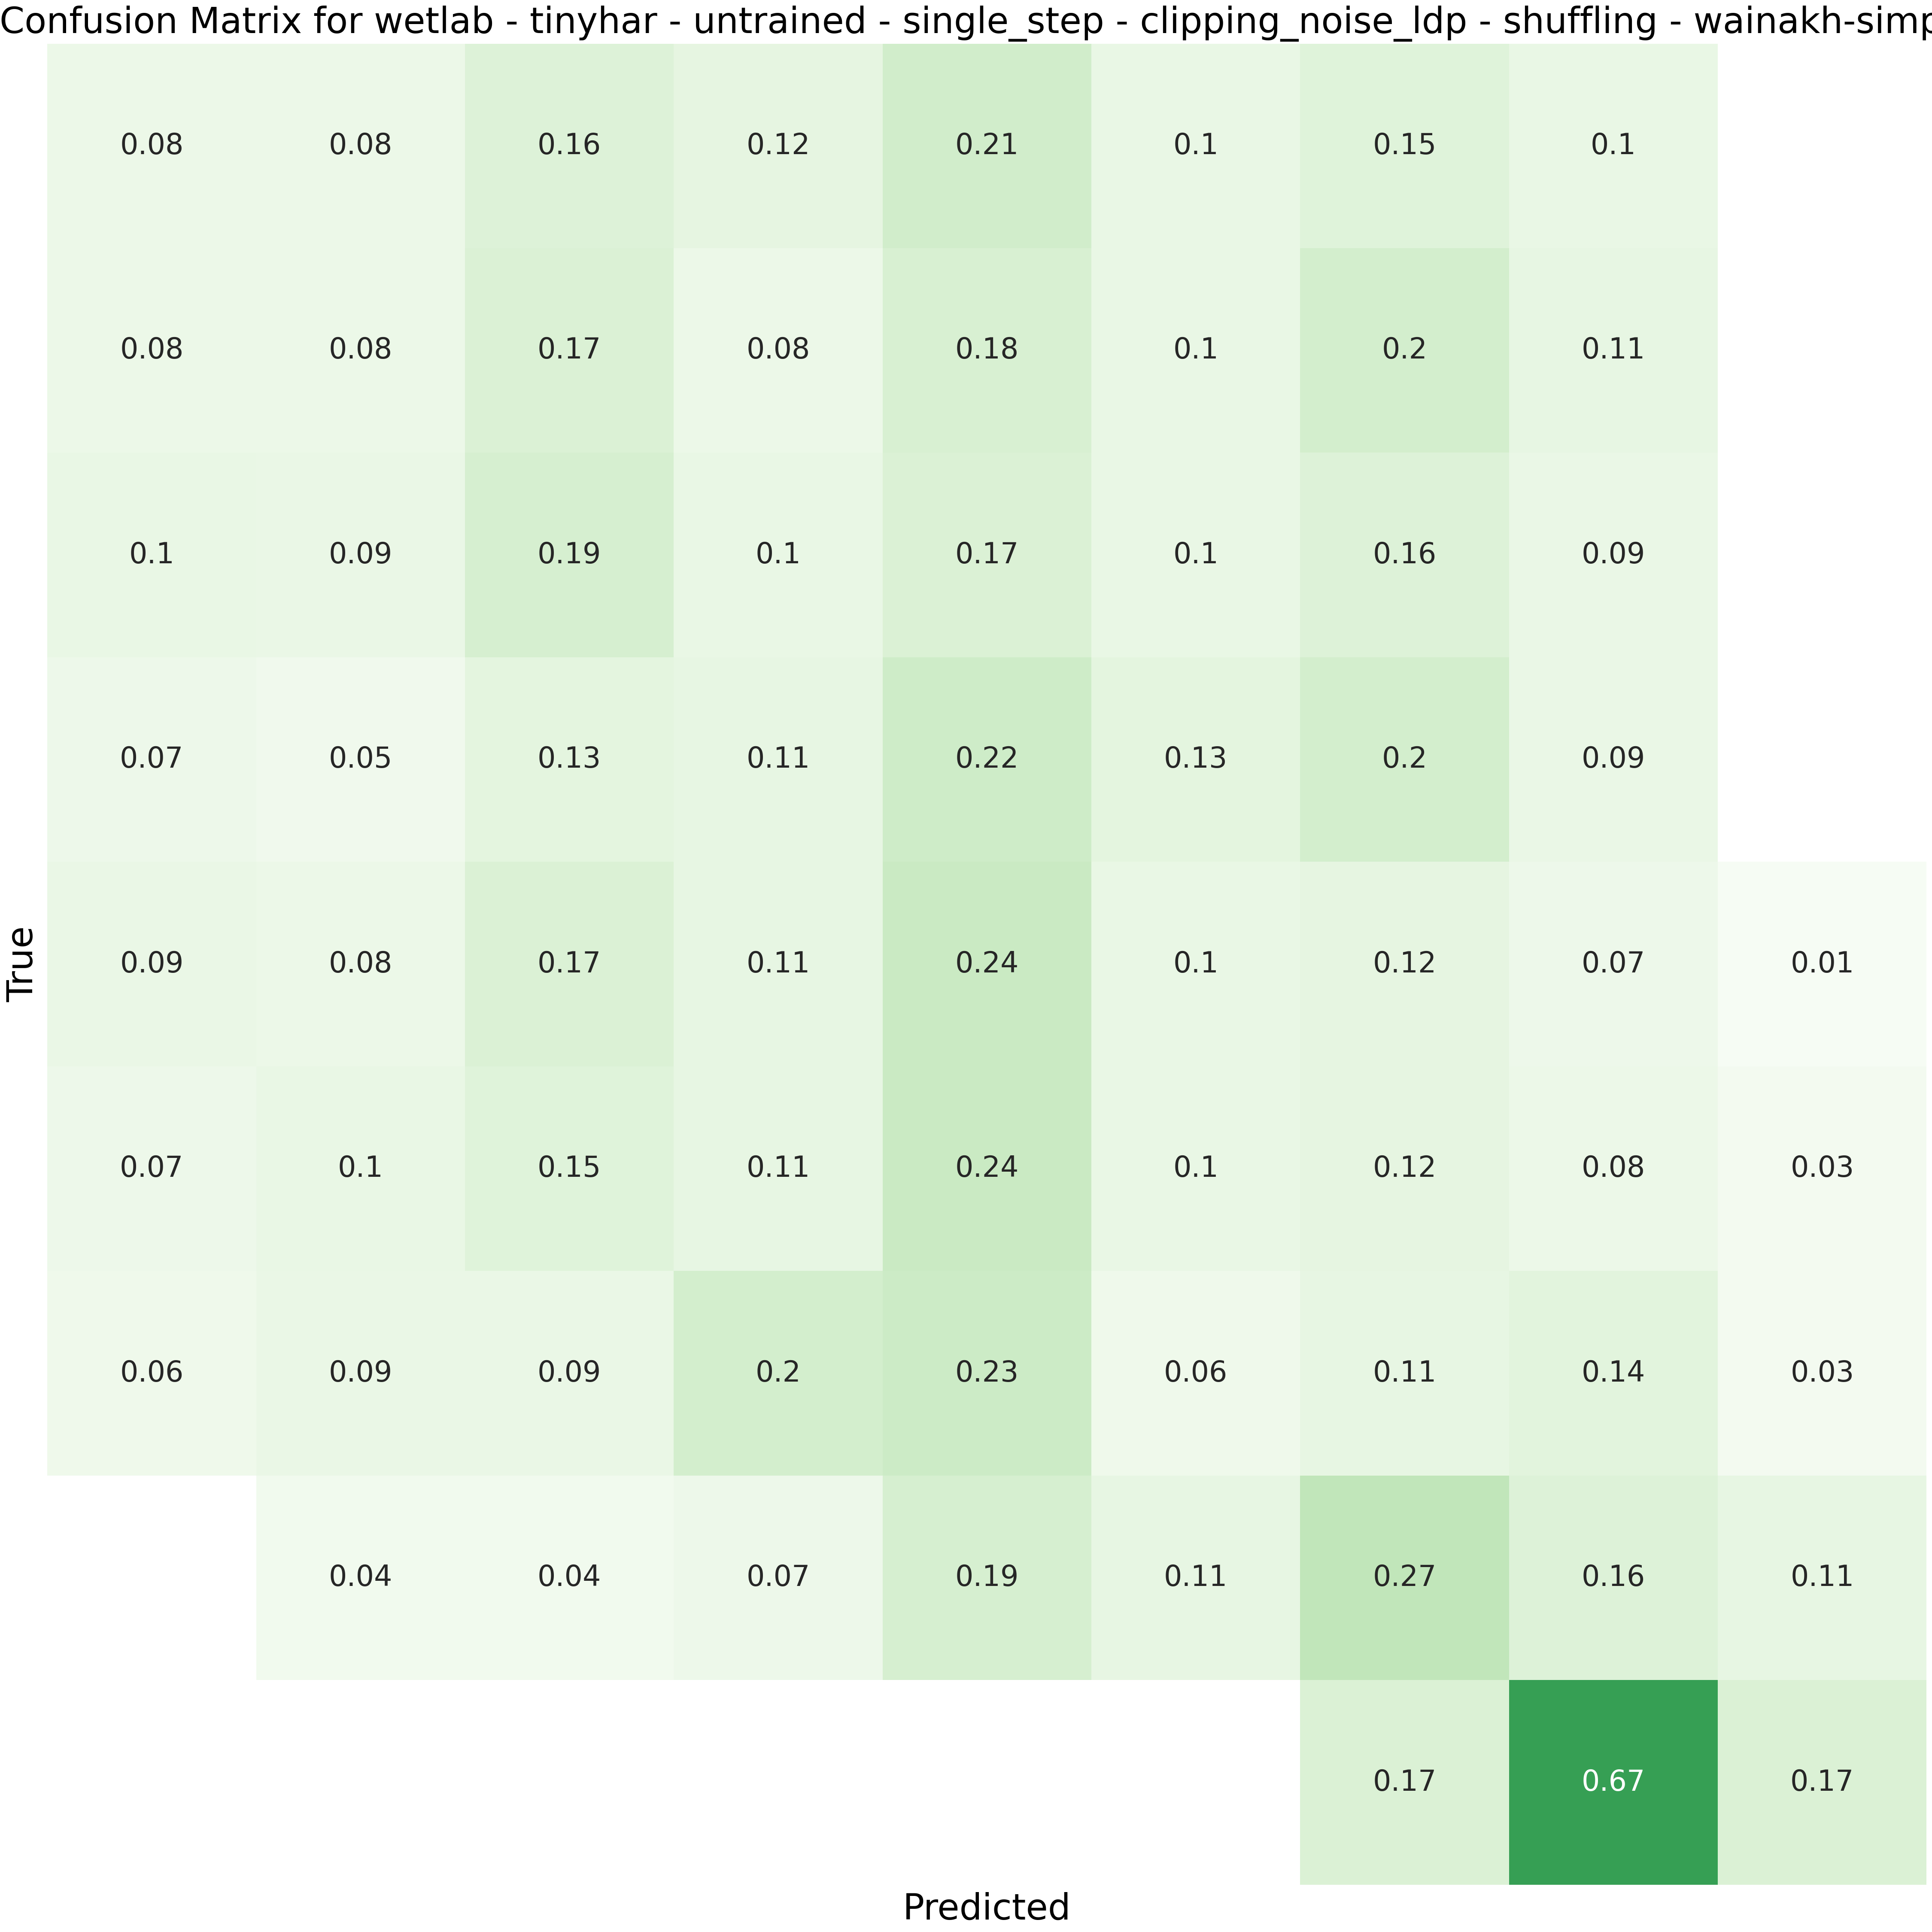 Confusion Matrix for wetlab - tinyhar - untrained - single_step - clipping_noise_ldp - shuffling - wainakh-simp
0.08 0.08 0.16 0.12 0.21 0.1 0.15 0.1
0.08 0.08 0.17 0.08 0.18 0.1 0.2 0.11
0.1 0.09 0.19 0.1 0.17 0.1 0.16 0.09
0.07 0.05 0.13 0.11 0.22 0.13 0.2 0.09
0.09 0.08 0.17 0.11 0.24 0.1 0.12 0.07 0.01
0.07 0.1 0.15 0.11 0.24 0.1 0.12 0.08 0.03
0.06 0.09 0.09 0.2 0.23 0.06 0.11 0.14 0.03
0.04 0.04 0.07 0.19 0.11 0.27 0.16 0.11
0.17 0.67 0.17
True
Predicted